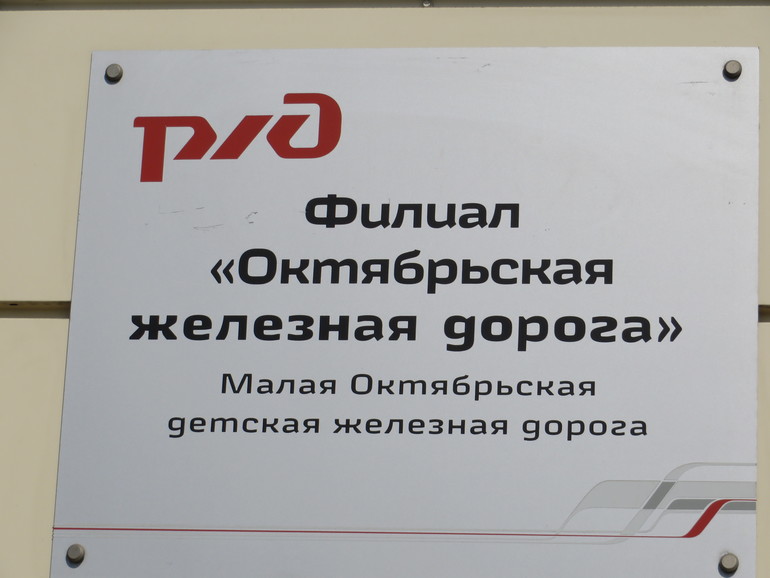 РЖД
Филиал
«Октябрьская
железная дорога»
Малая Октябрьская
детская железная дорога